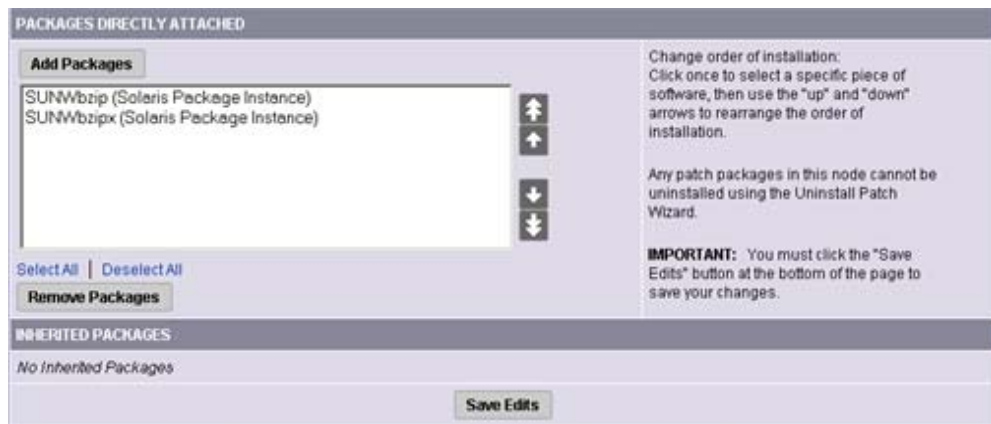 PACKAGES DIRECTLY ATTACHED
Add Packages
SUNWbzip (Solaris Package Instance)
SUNWbzipx (Solaris Package Instance)
Select All | Deselect All
Remove Packages
Change order of installation:
Click once to select a specific piece of
software, then use the "up" and "down"
arrows to rearrange the order of
installation.
Any patch packages in this node cannot be
uninstalled using the Uninstall Patch
Wizard.
IMPORTANT: You must click the "Save
Edits" button at the bottom of the page to
save your changes.
INHERITED PACKAGES
No Inherited Packages
Save Edits